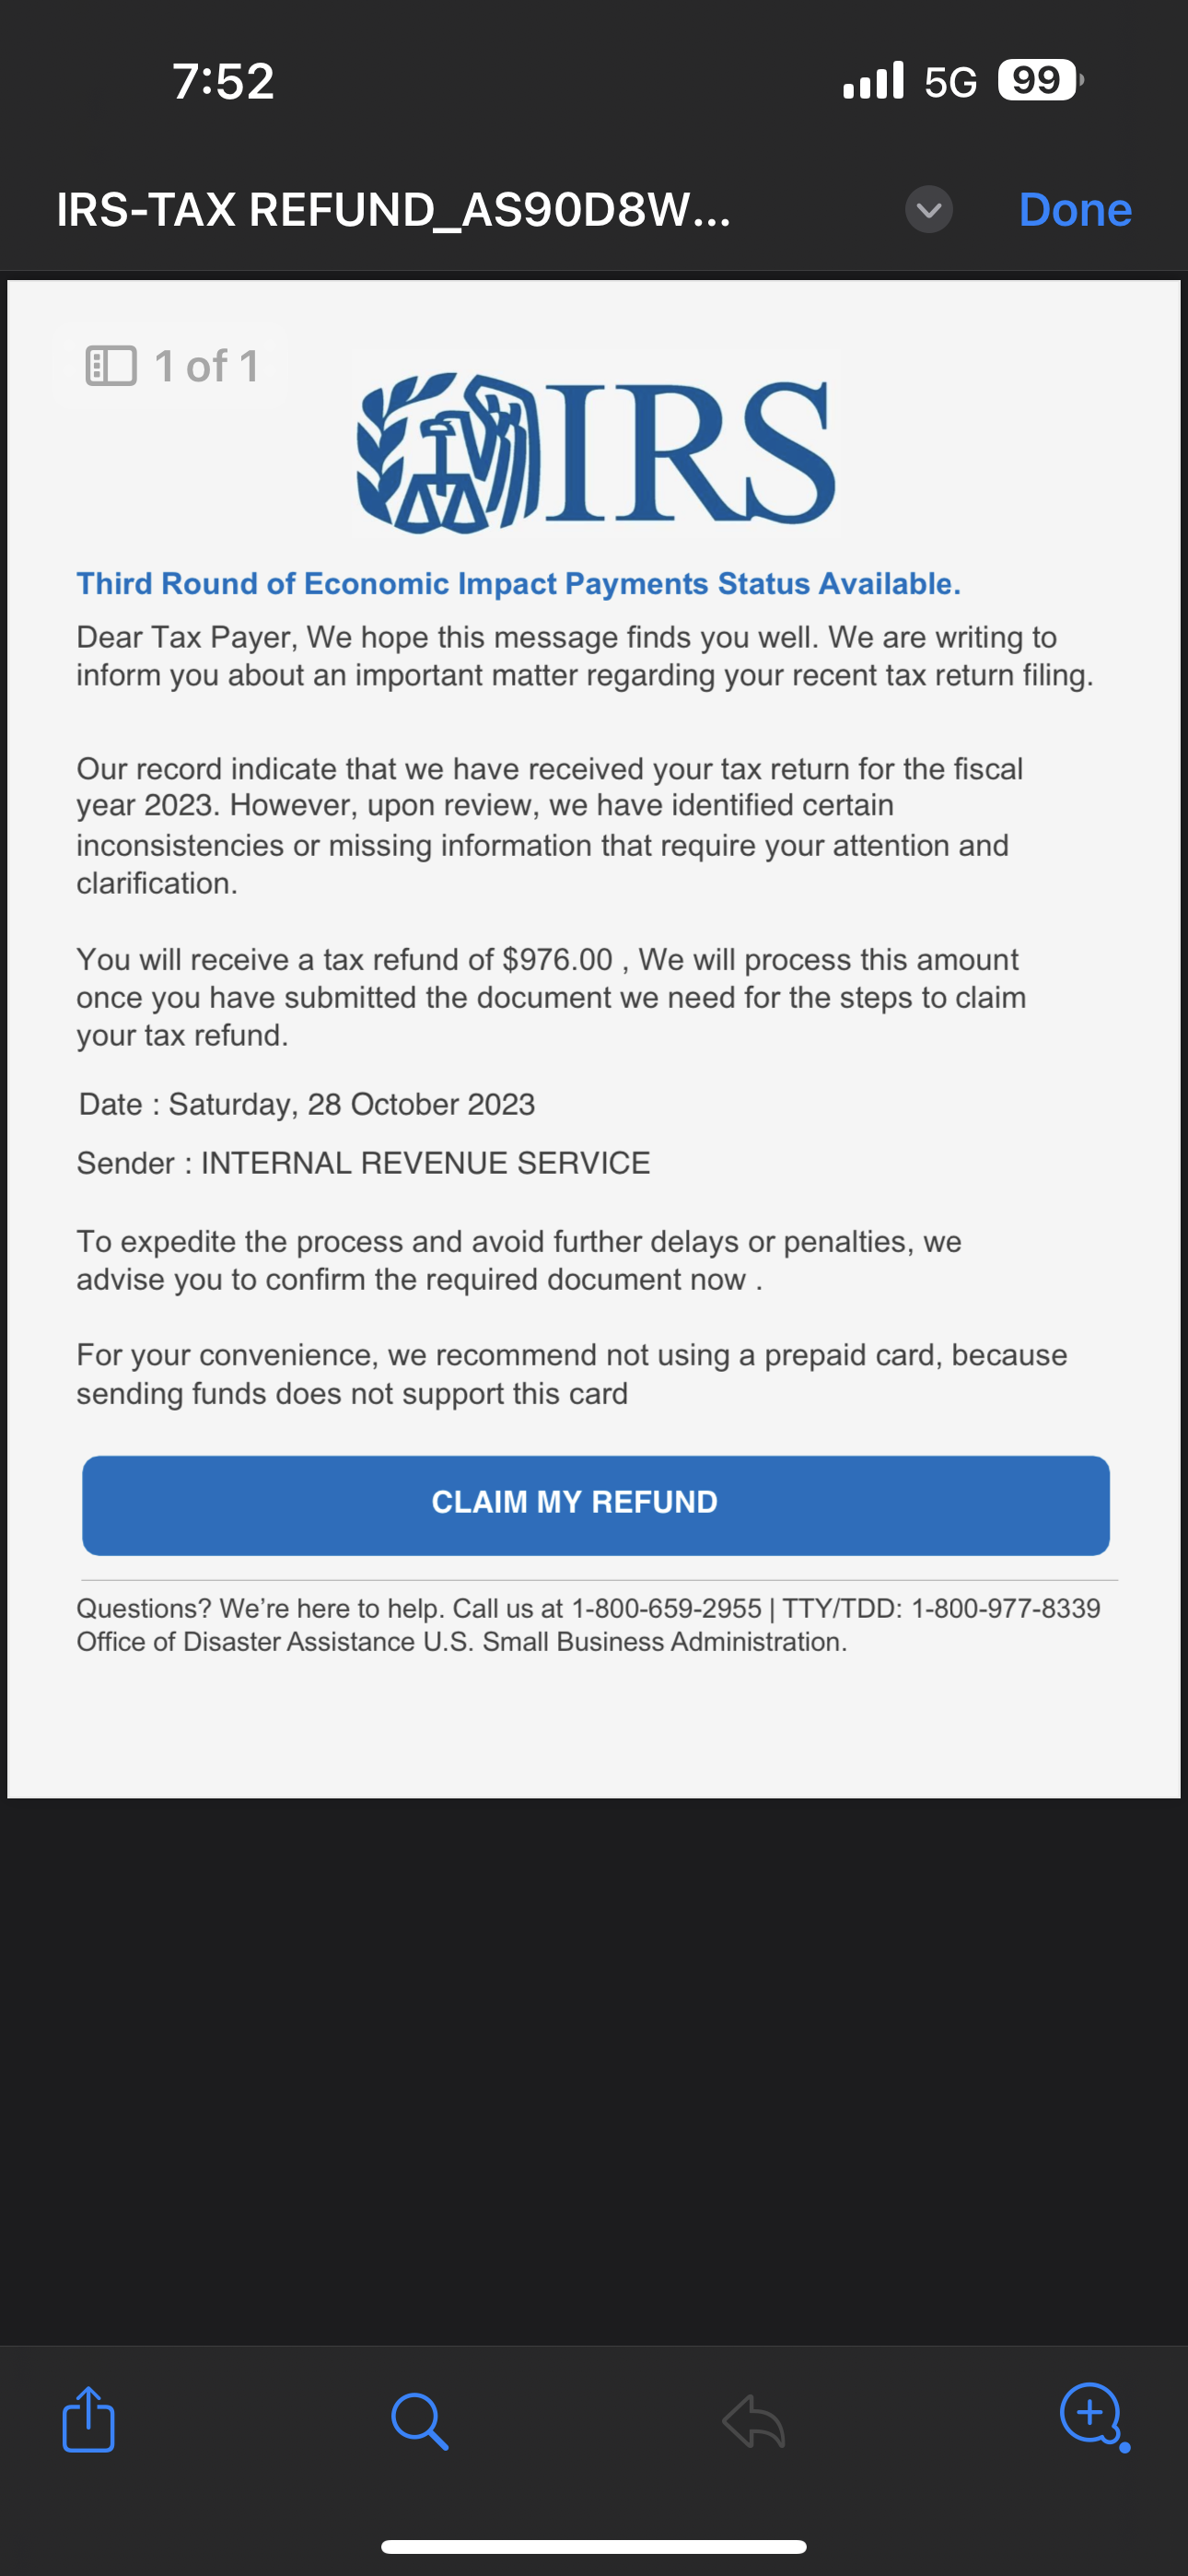 7:52
5G 99
IRS-TAX REFUND_AS90D8W...
Done
1 of 1
IRS
Third Round of Economic Impact Payments Status Available.
Dear Tax Payer, We hope this message finds you well. We are writing to
inform you about an important matter regarding your recent tax return filing.
Our record indicate that we have received your tax return for the fiscal
year 2023. However, upon review, we have identified certain
inconsistencies or missing information that require your attention and
clarification.
You will receive a tax refund of $976.00 , We will process this amount
once you have submitted the document we need for the steps to claim
your tax refund.
Date : Saturday, 28 October 2023
Sender : INTERNAL REVENUE SERVICE
To expedite the process and avoid further delays or penalties, we
advise you to confirm the required document now .
For your convenience, we recommend not using a prepaid card, because
sending funds does not support this card
CLAIM MY REFUND
Questions? We’re here to help. Call us at 1-800-659-2955 | TTY/TDD: 1-800-977-8339
Office of Disaster Assistance U.S. Small Business Administration.